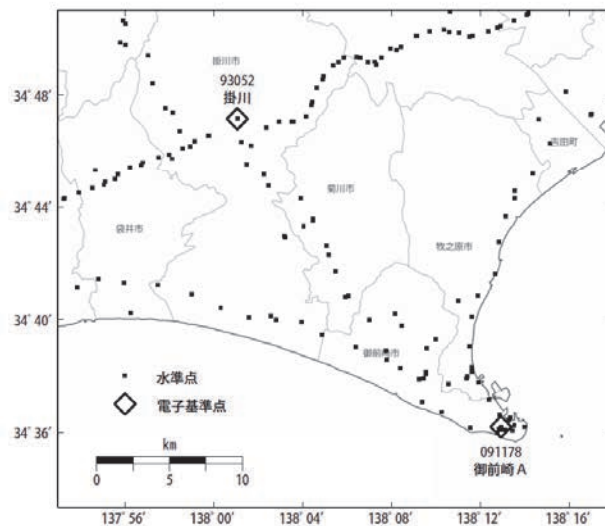 34°48'
34°44'
34°40'
34°36'
掛川市
93052
掛川
吉田町
菊川市
袋井市
牧之原市
御前崎市
水準点
電子基準点
km
0 5 10
091178
御前崎A
137°56' 138°00' 138°04' 138°08' 138°12' 138°16'